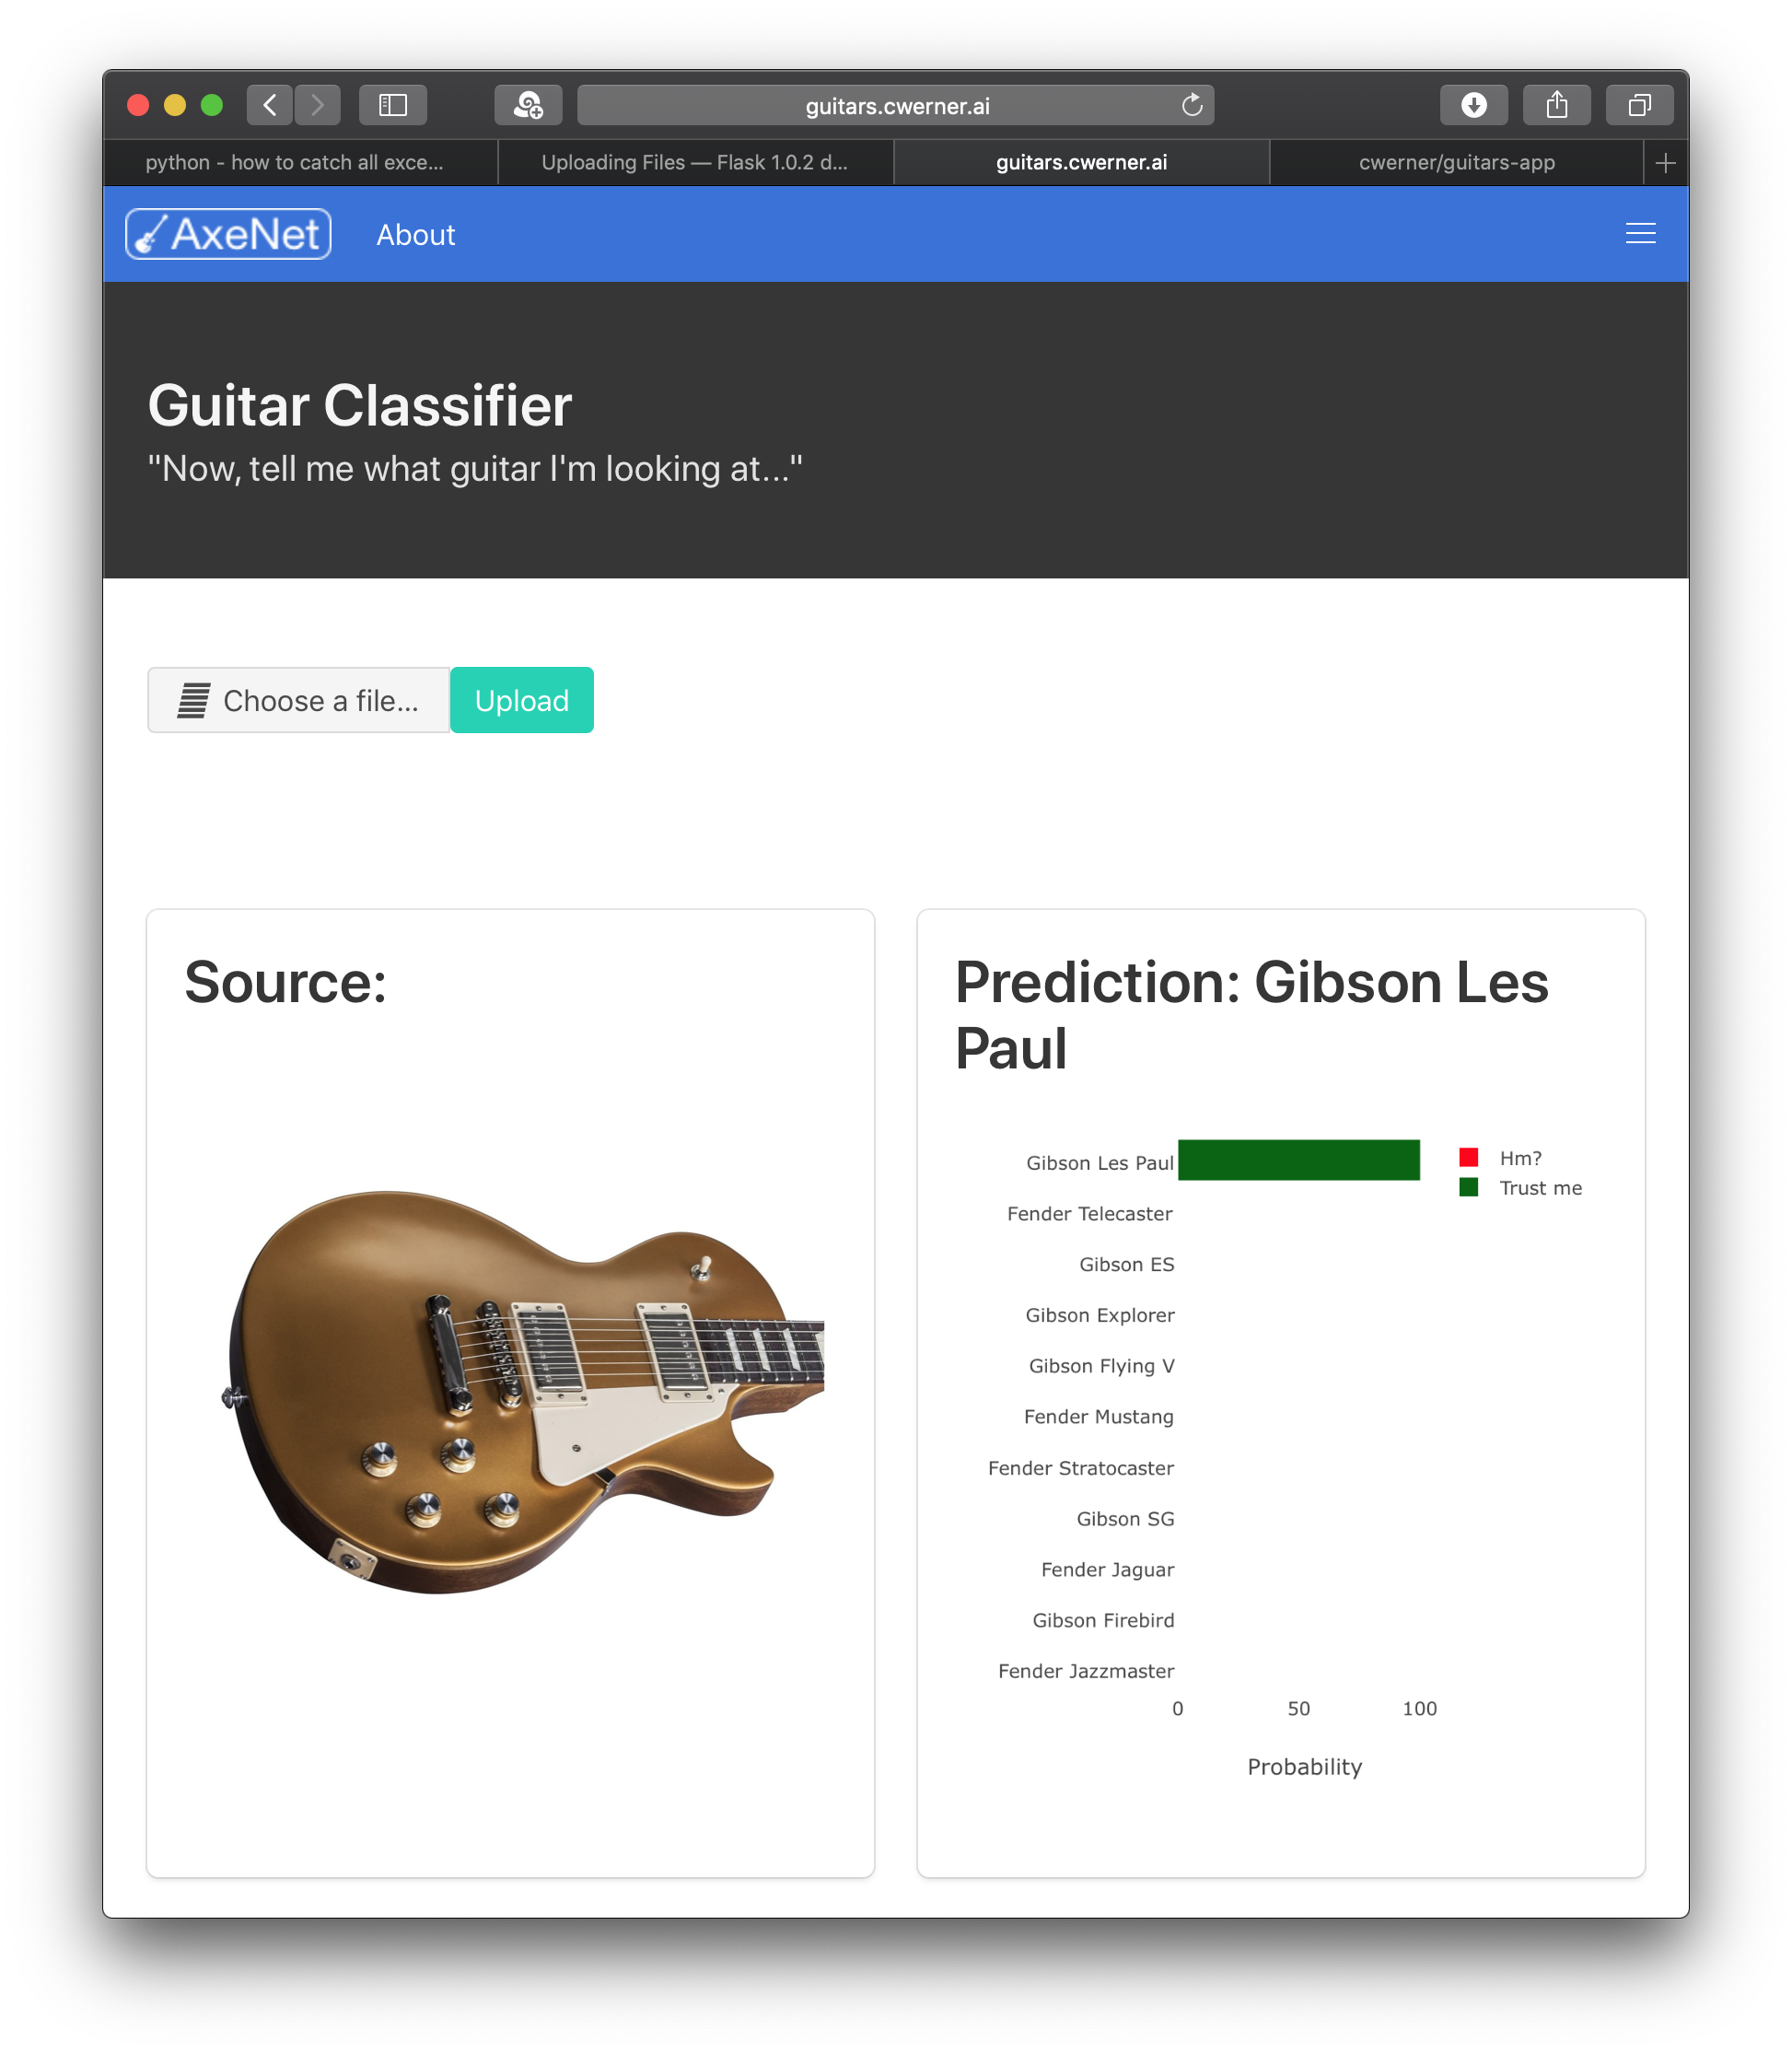 guitars.cwerner.ai
python - how to catch all exce...
Uploading Files — Flask 1.0.2 d...
guitars.cwerner.ai
cwerner/guitars-app
AxeNet
About
Guitar Classifier
"Now, tell me what guitar I'm looking at..."
Choose a file...
Upload
Source:
Prediction: Gibson Les
Paul
Gibson Les Paul
Fender Telecaster
Gibson ES
Gibson Explorer
Gibson Flying V
Fender Mustang
Fender Stratocaster
Gibson SG
Fender Jaguar
Gibson Firebird
Fender Jazzmaster
Hm?
Trust me
0 50 100
Probability